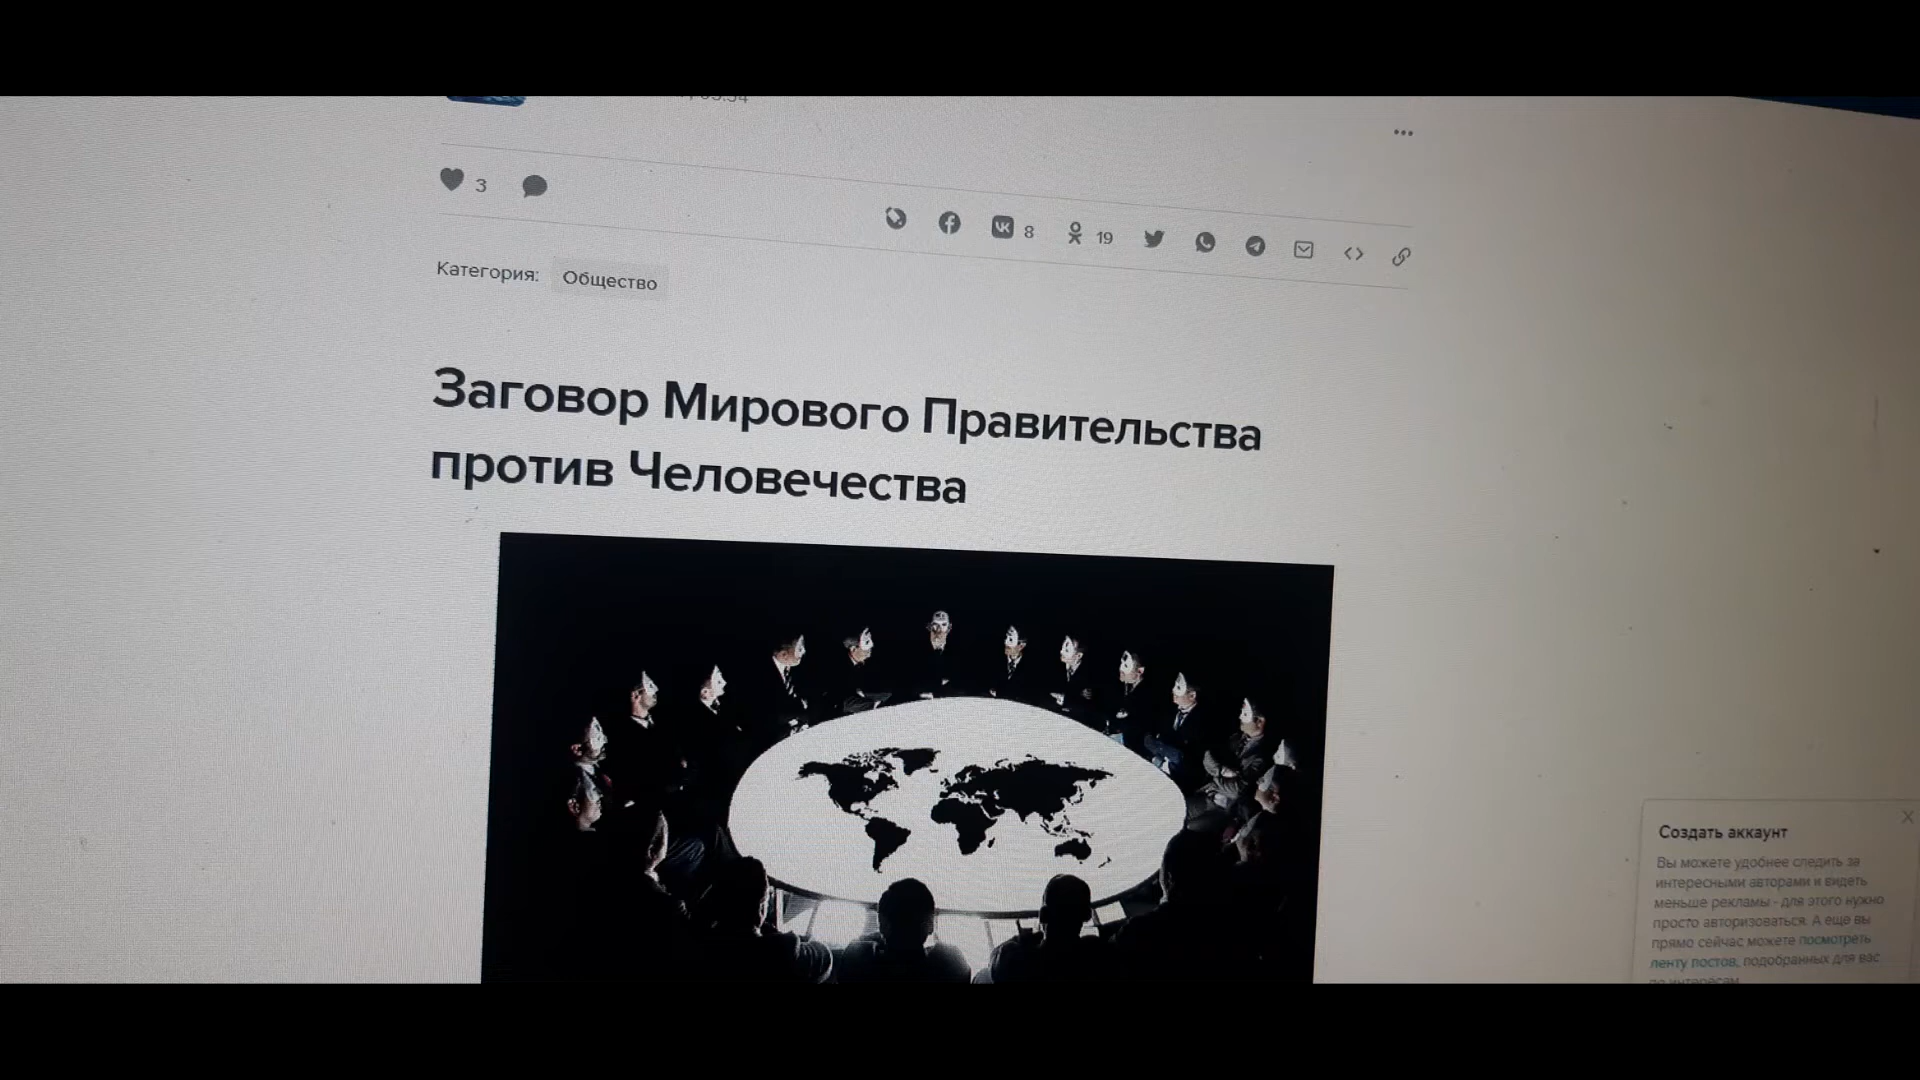 3
8
19
Категория: Общество
Заговор Мирового Правительства
против Человечества
Создать аккаунт
Вы можете удобнее следить за
интересными авторами и видеть
меньше рекламы - для этого нужно
просто авторизоваться. А еще вы
прямо сейчас можете посмотреть
ленту постов, подобранных для вас
по интересам